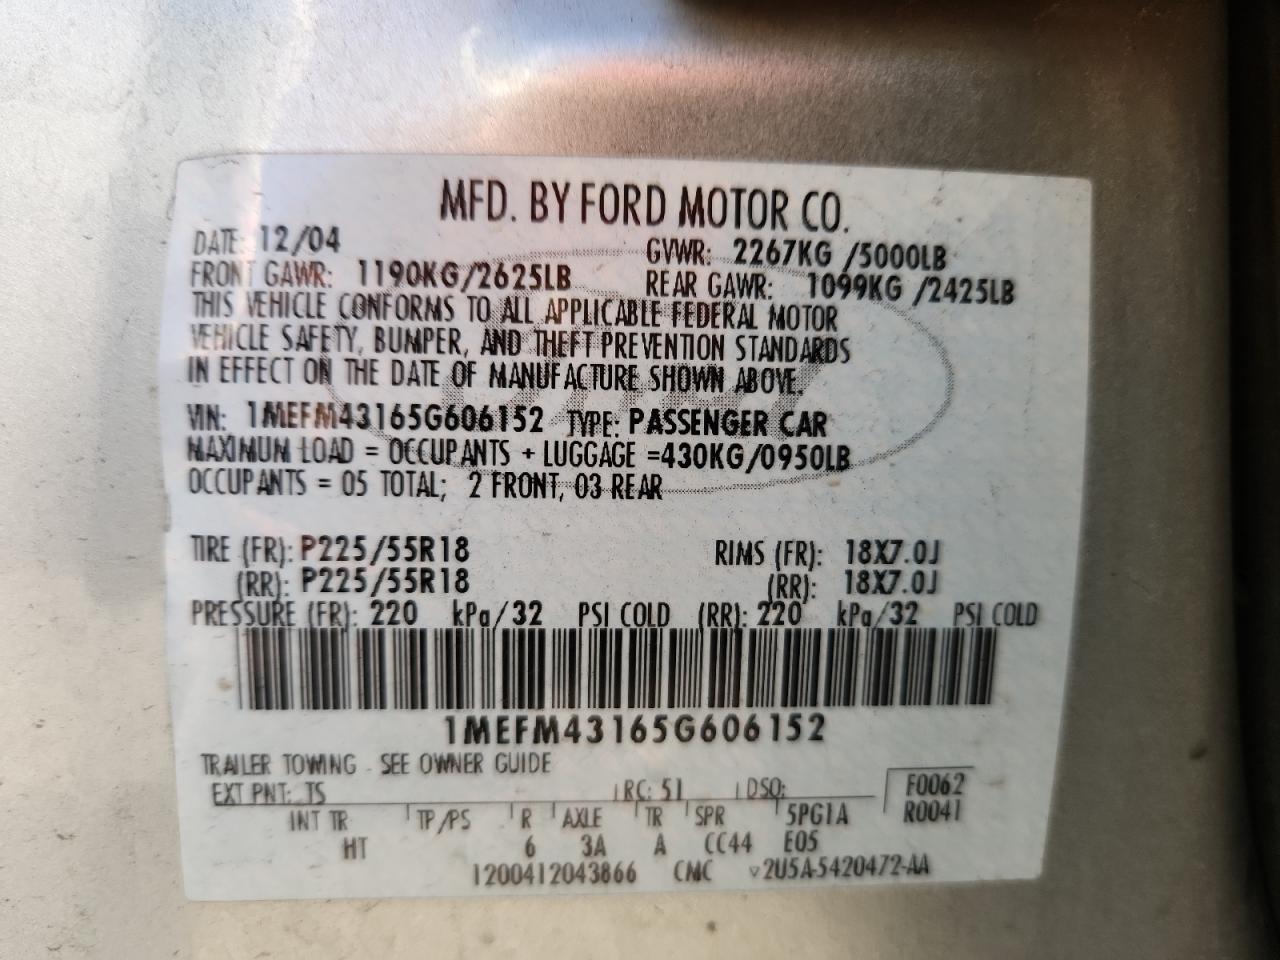 MFD. BY FORD MOTOR CO.
DATE: 12/04 GVWR: 2267KG /5000LB
FRONT GAWR: 1190KG/2625LB REAR GAWR: 1099KG /2425LB
THIS VEHICLE CONFORMS TO ALL APPLICABLE FEDERAL MOTOR
VEHICLE SAFETY, BUMPER, AND THEFT PREVENTION STANDARDS
IN EFFECT ON THE DATE OF MANUFACTURE SHOWN ABOVE.
VIN: 1MEFM43165G606152 TYPE: PASSENGER CAR
MAXIMUM LOAD = OCCUPANTS + LUGGAGE =430KG/0950LB
OCCUPANTS = 05 TOTAL; 2 FRONT, 03 REAR
TIRE (FR): P225/55R18 RIMS (FR): 18X7.0J
(RR): P225/55R18 (RR): 18X7.0J
PRESSURE (FR): 220 kPa/32 PSI COLD (RR): 220 kPa/32 PSI COLD
1MEFM43165G606152
TRAILER TOWING - SEE OWNER GUIDE
EXT PNT: TS RC: 51 DSO: F0062
INT TR TP/PS R AXLE TR SPR 5PG1A R0041
HT 6 3A A CC44 E05
1200412043866 CMC v2U5A-5420472-AA